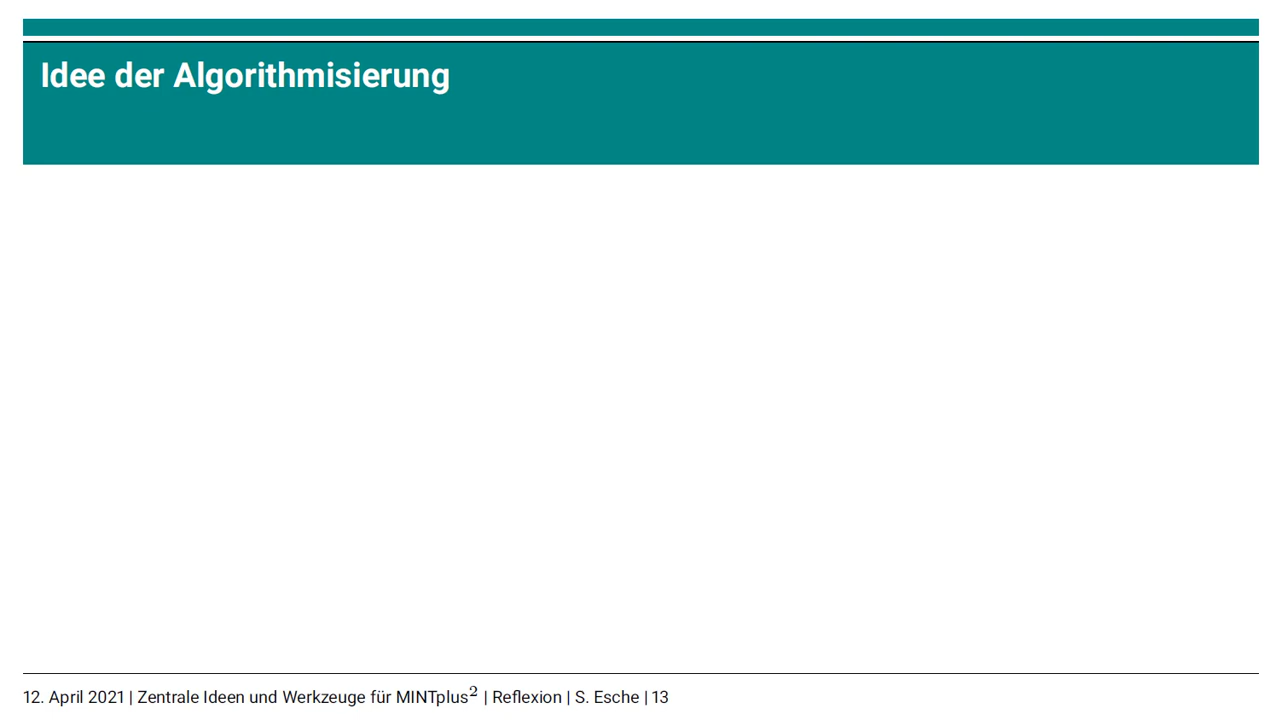 Idee der Algorithmisierung
12. April 2021 | Zentrale Ideen und Werkzeuge für MINTplus² | Reflexion | S. Esche | 13